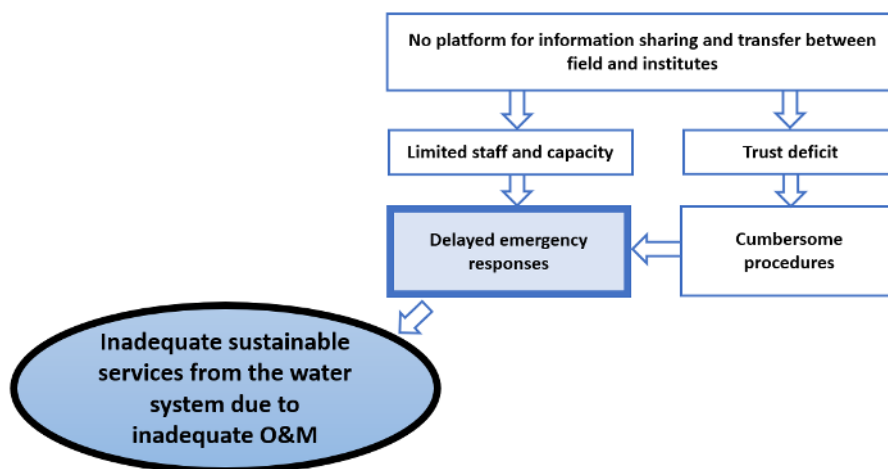 No platform for information sharing and transfer between
field and institutes
Limited staff and capacity
Trust deficit
Delayed emergency
responses
Cumbersome
procedures
Inadequate sustainable
services from the water
system due to
inadequate O&M